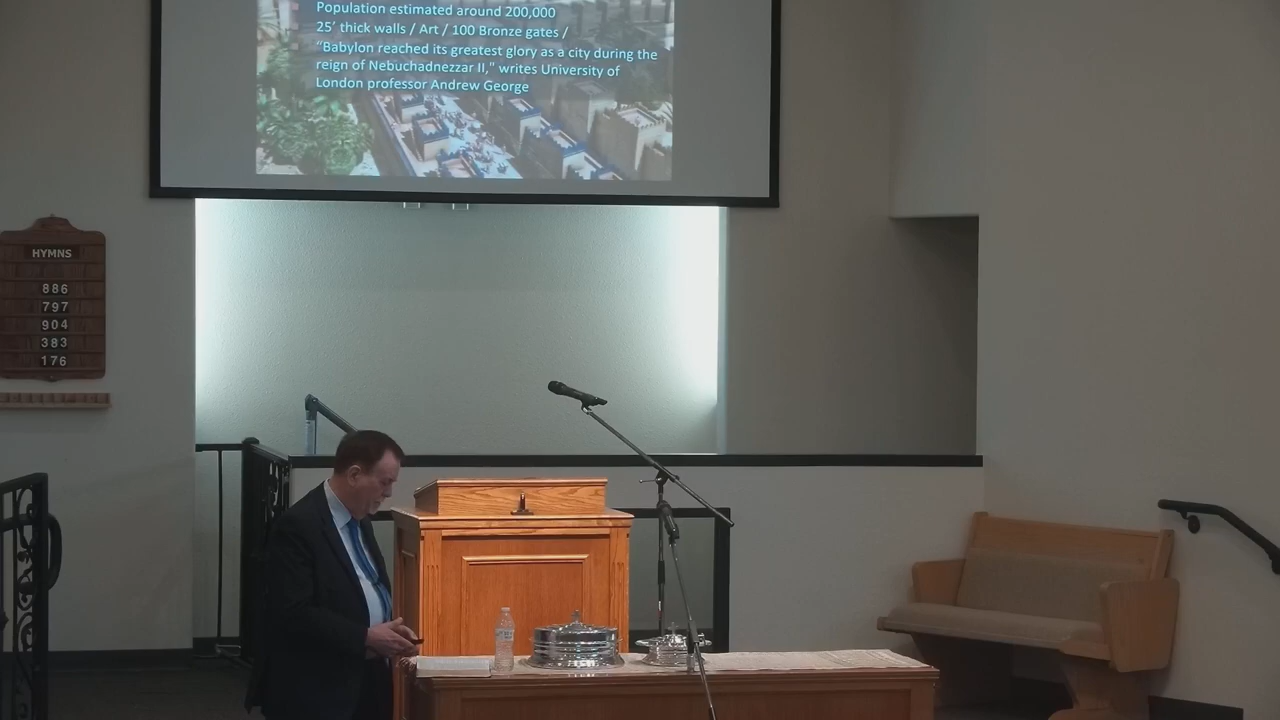 Population estimated around 200,000
25' thick walls / Art / 100 Bronze gates /
"Babylon reached its greatest glory as a city during the
reign of Nebuchadnezzar II," writes University of
London professor Andrew George
HYMNS
886
797
904
383
176